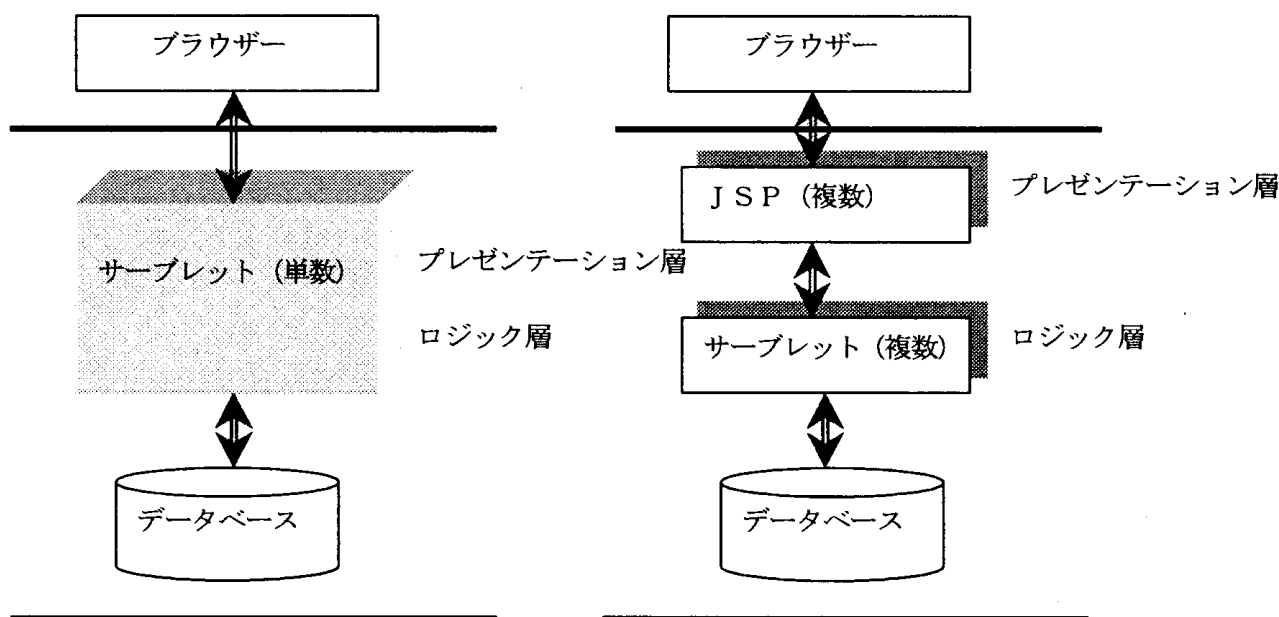 ブラウザー
サーブレット（単数）
プレゼンテーション層
ロジック層
データベース
ブラウザー
ＪＳＰ（複数）
プレゼンテーション層
サーブレット（複数）
ロジック層
データベース